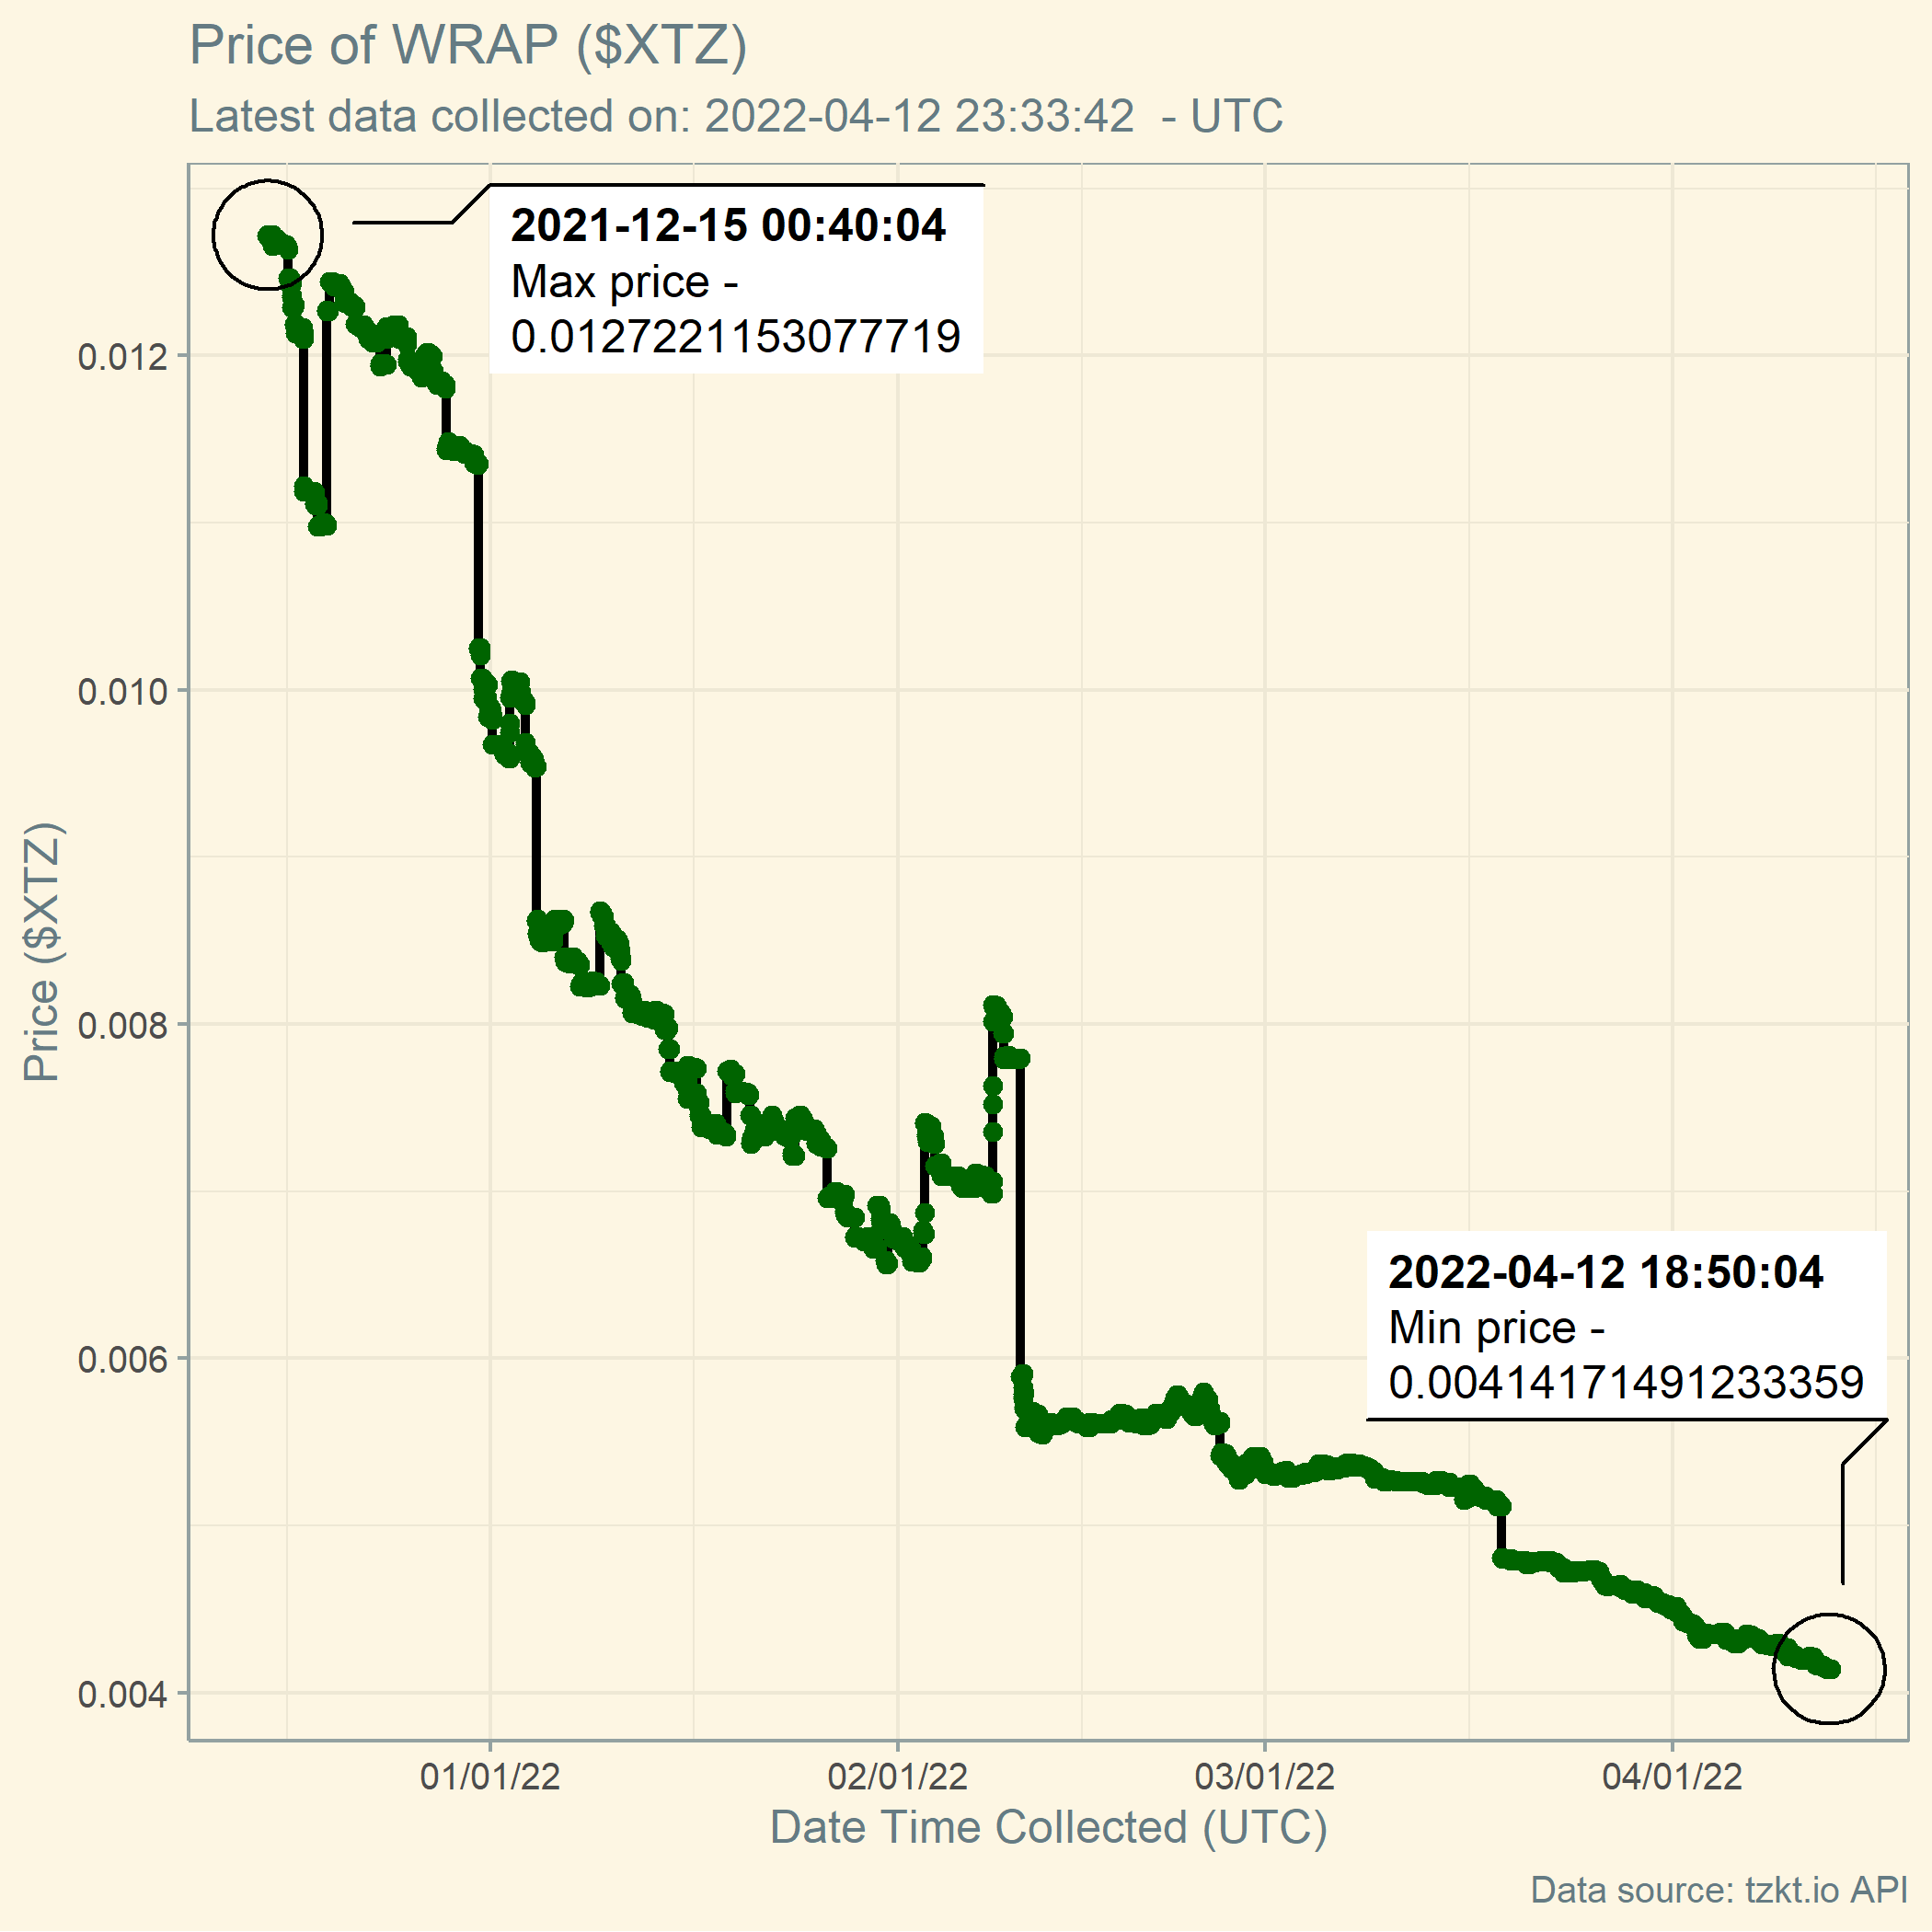 Price of WRAP ($XTZ)
Latest data collected on: 2022-04-12 23:33:42 - UTC
2021-12-15 00:40:04
Max price -
0.0127221153077719
0.012
0.010
0.008
0.006
0.004
Price ($XTZ)
2022-04-12 18:50:04
Min price -
0.00414171491233359
01/01/22
02/01/22
03/01/22
04/01/22
Date Time Collected (UTC)
Data source: tzkt.io API